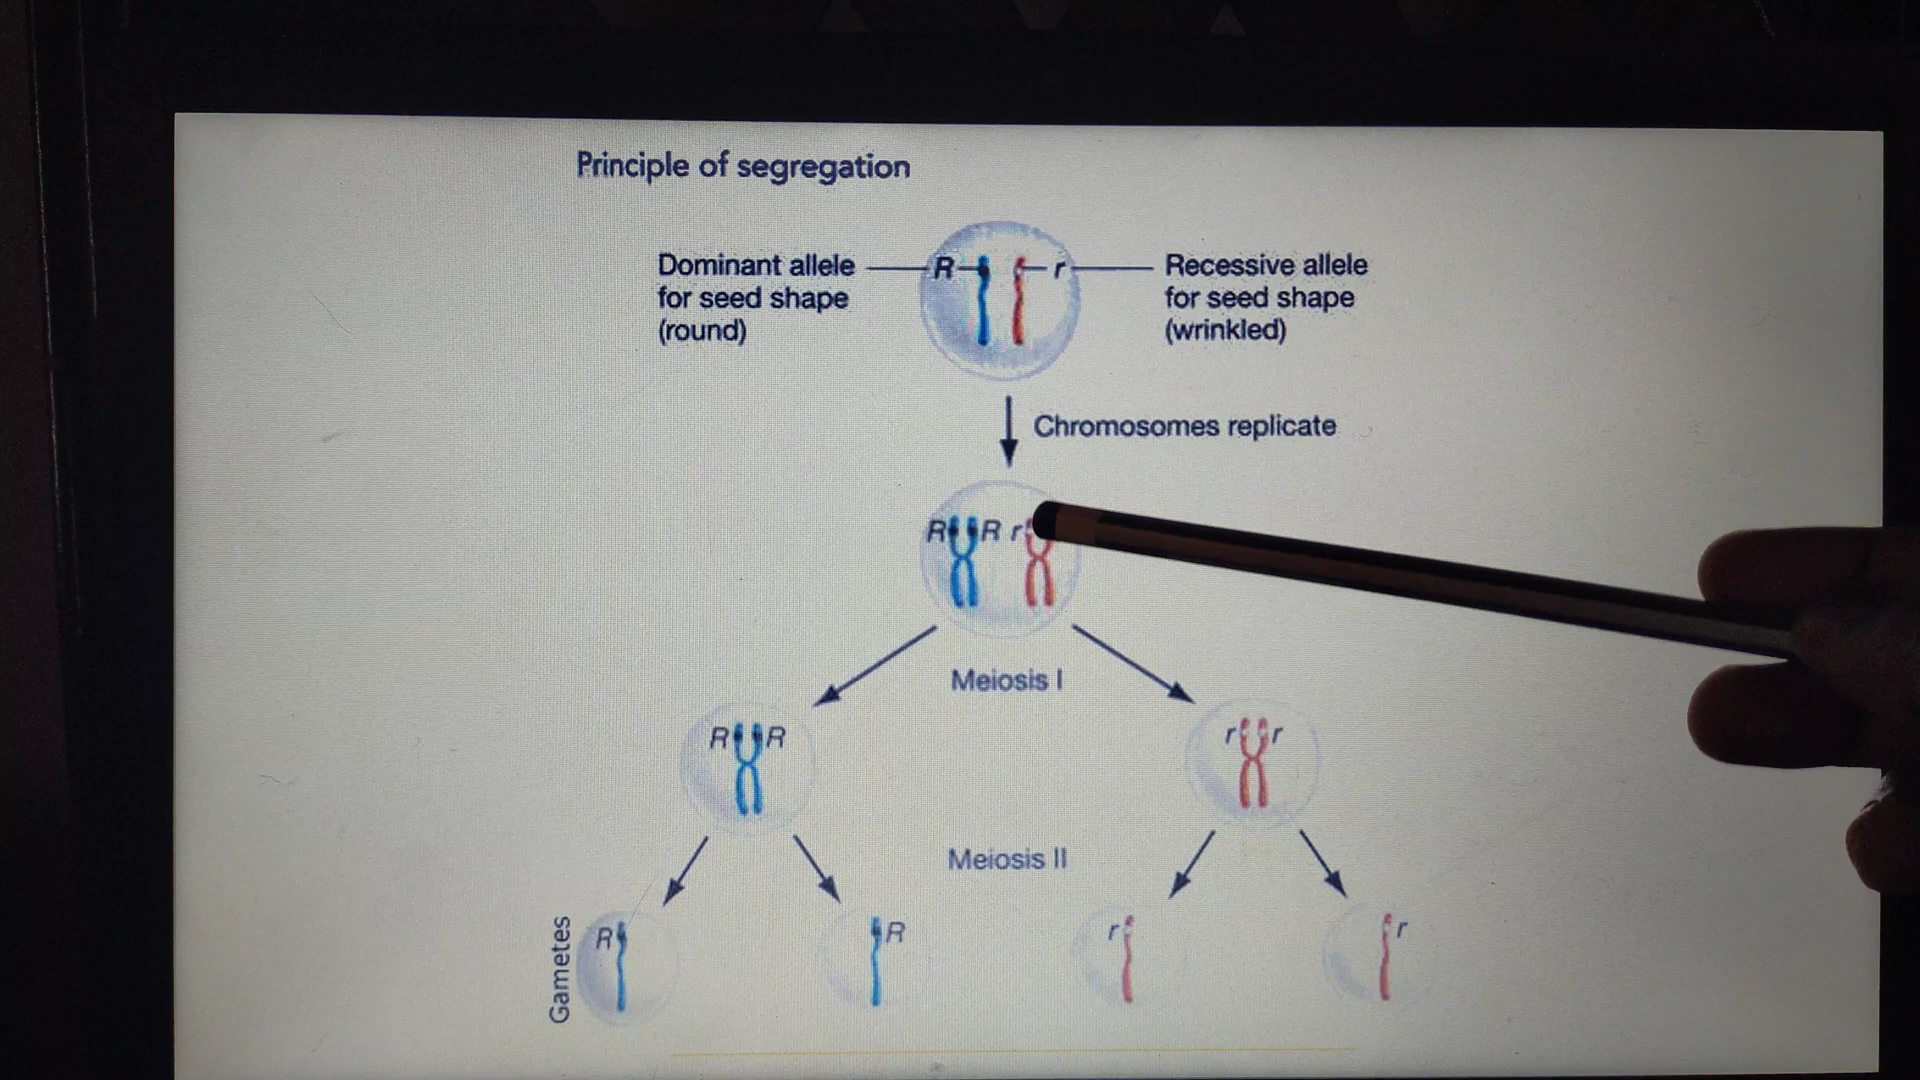 Principle of segregation
Dominant allele
for seed shape
(round)
R
r
Recessive allele
for seed shape
(wrinkled)
Chromosomes replicate
R R r
Meiosis I
R R
r r
Meiosis II
Gametes
R
R
r
r